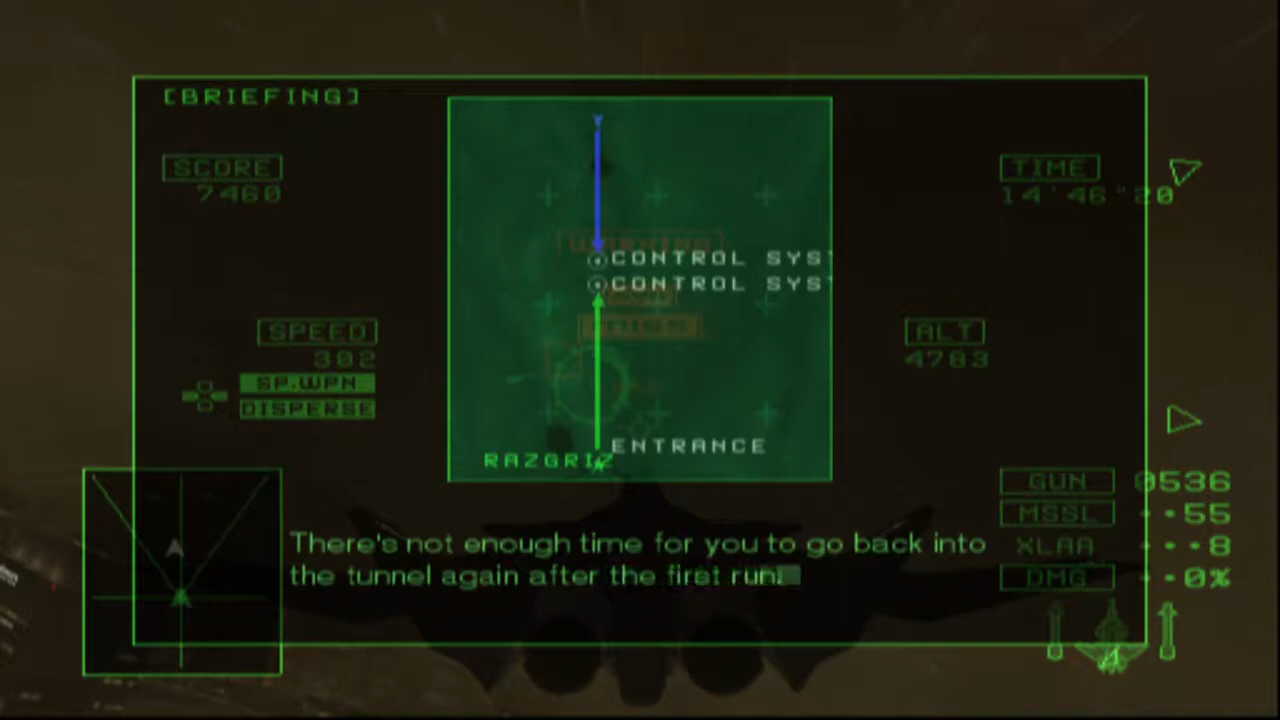 [BRIEFING]
SCORE
7460
TIME
14'46"20
WARNING
CONTROL SYS
CONTROL SYS
MISS
SPEED
302
ALT
4783
SP.WPN
DISPERSE
ENTRANCE
RAZGRIZ
GUN 0536
MSSL --55
XLAA ---8
DMG --0%
There's not enough time for you to go back into
the tunnel again after the first run.